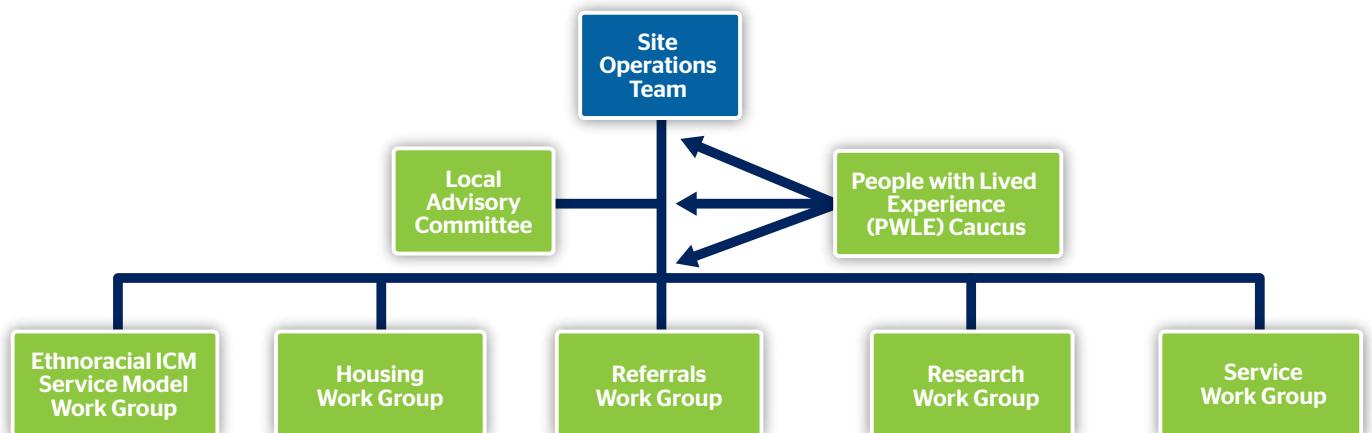 Site
Operations
Team
Local
Advisory
Committee
People with Lived
Experience
(PWLE) Caucus
Ethnoracial ICM
Service Model
Work Group
Housing
Work Group
Referrals
Work Group
Research
Work Group
Service
Work Group